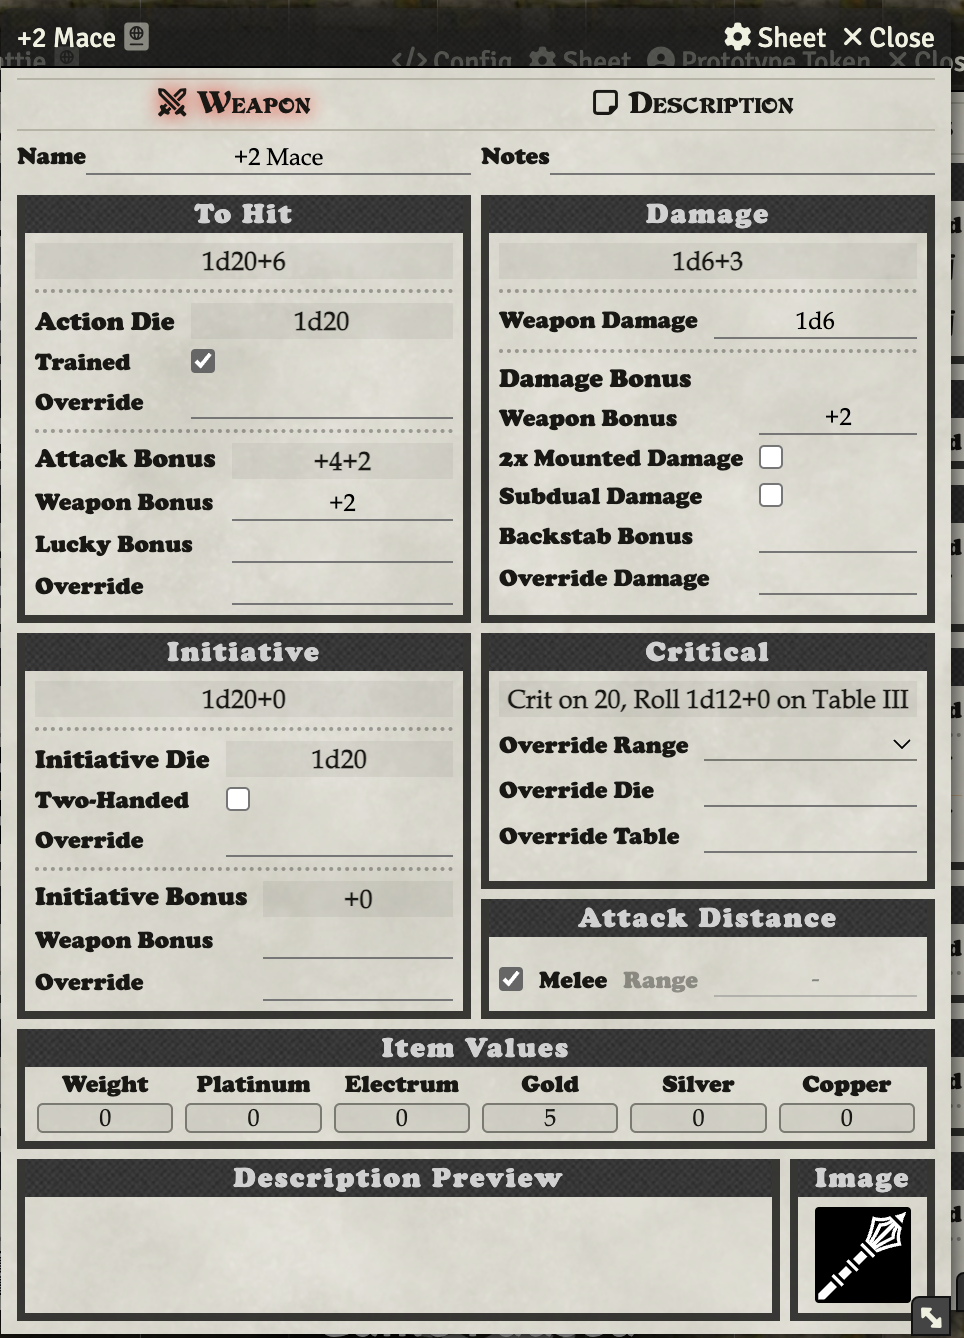 +2 Mace Sheet Close
Config Sheet Prototype Token
Weapon Description
Name +2 Mace Notes
To Hit Damage
1d20+6 1d6+3
Action Die 1d20 Weapon Damage 1d6
Trained
Damage Bonus
Override
Weapon Bonus +2
Attack Bonus +4+2 2x Mounted Damage
Weapon Bonus +2 Subdual Damage
Lucky Bonus Backstab Bonus
Override Override Damage
Initiative Critical
1d20+0 Crit on 20, Roll 1d12+0 on Table III
Override Range
Initiative Die 1d20
Two-Handed Override Die
Override Override Table
Initiative Bonus +0
Attack Distance
Weapon Bonus
Override Melee Range -
Item Values
Weight Platinum Electrum Gold Silver Copper
0 0 0 5 0 0
Description Preview Image